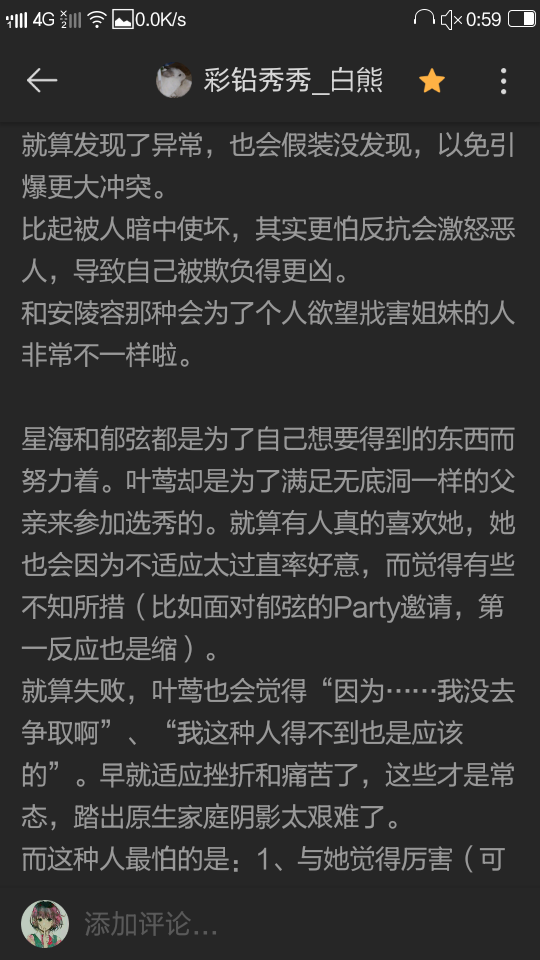 4G x 2 0.0K/s 0:59
彩铅秀秀_白熊
就算发现了异常，也会假装没发现，以免引
爆更大冲突。
比起被人暗中使坏，其实更怕反抗会激怒恶
人，导致自己被欺负得更凶。
和安陵容那种会为了个人欲望戕害姐妹的人
非常不一样啦。
星海和郁弦都是为了自己想要得到的东西而
努力着。叶莺却是为了满足无底洞一样的父
亲来参加选秀的。就算有人真的喜欢她，她
也会因为不适应太过直率好意，而觉得有些
不知所措（比如面对郁弦的Party邀请，第
一反应也是缩）。
就算失败，叶莺也会觉得“因为……我没去
争取啊”、“我这种人得不到也是应该
的”。早就适应挫折和痛苦了，这些才是常
态，踏出原生家庭阴影太艰难了。
而这种人最怕的是：1、与她觉得厉害（可
添加评论...